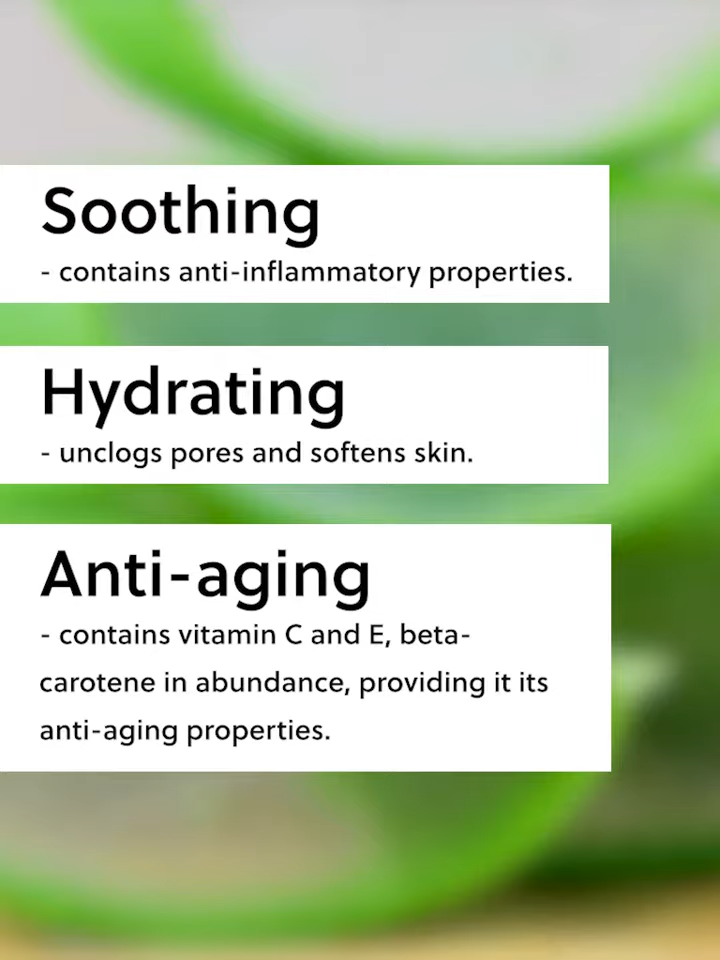 Soothing
- contains anti-inflammatory properties.
Hydrating
- unclogs pores and softens skin.
Anti-aging
- contains vitamin C and E, beta-
carotene in abundance, providing it its
anti-aging properties.